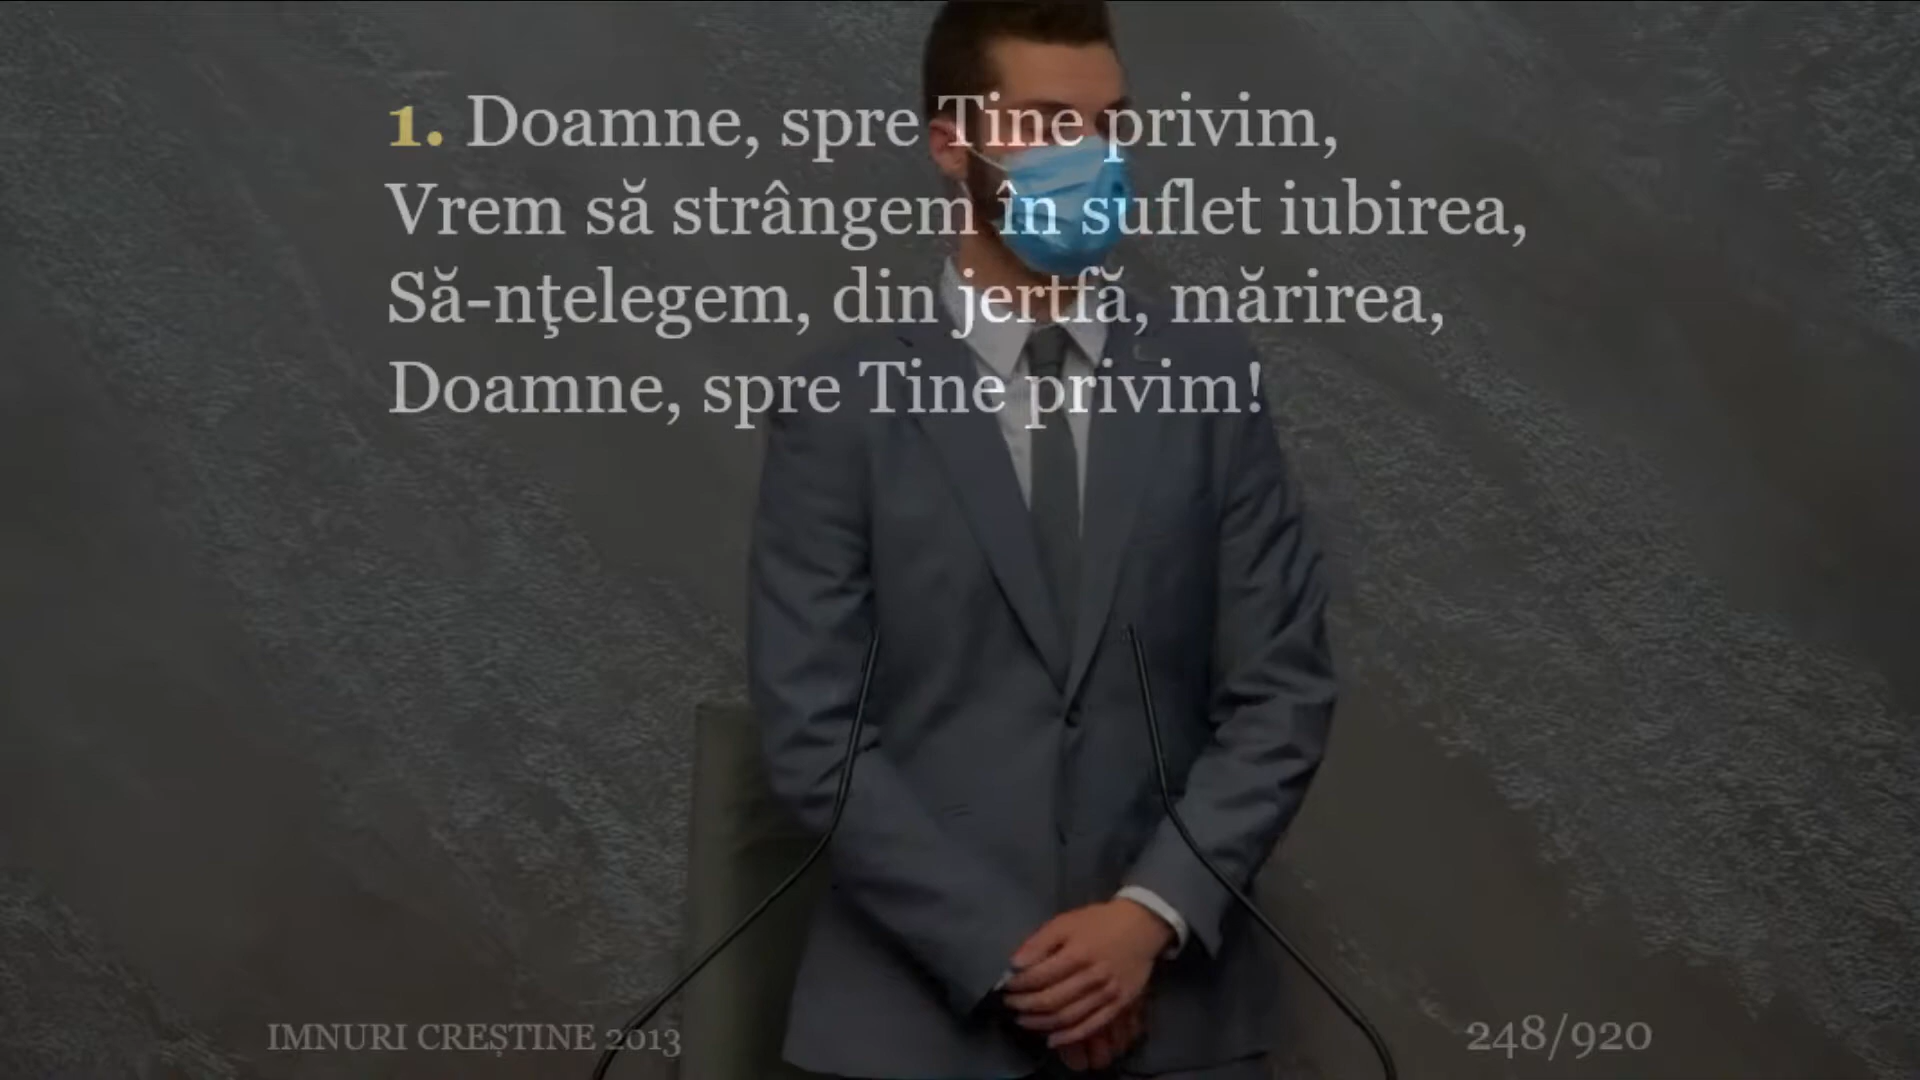 1. Doamne, spre Tine privim,
Vrem să strângem în suflet iubirea,
Să-nţelegem, din jertfă, mărirea,
Doamne, spre Tine privim!
IMNURI CREȘTINE 2013
248/920